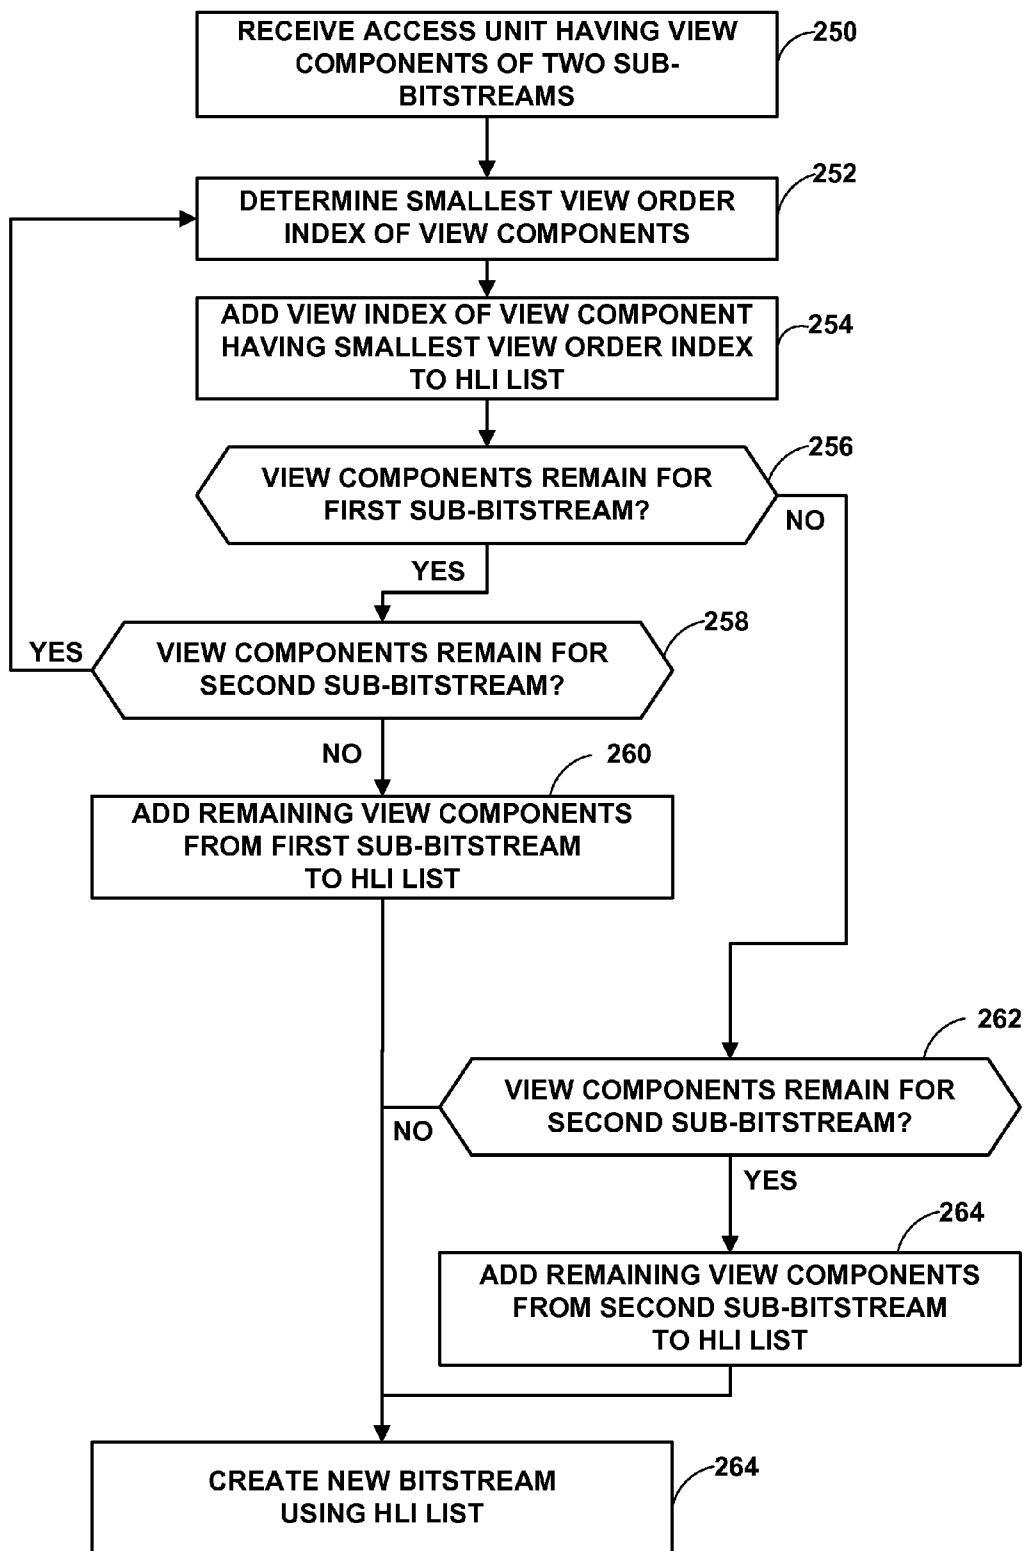 RECEIVE ACCESS UNIT HAVING VIEW
COMPONENTS OF TWO SUB-
BITSTREAMS
250
DETERMINE SMALLEST VIEW ORDER
INDEX OF VIEW COMPONENTS
252
ADD VIEW INDEX OF VIEW COMPONENT
HAVING SMALLEST VIEW ORDER INDEX
TO HLI LIST
254
VIEW COMPONENTS REMAIN FOR
FIRST SUB-BITSTREAM?
256
NO
YES
VIEW COMPONENTS REMAIN FOR
SECOND SUB-BITSTREAM?
258
YES
NO
ADD REMAINING VIEW COMPONENTS
FROM FIRST SUB-BITSTREAM
TO HLI LIST
260
VIEW COMPONENTS REMAIN FOR
SECOND SUB-BITSTREAM?
262
NO
YES
ADD REMAINING VIEW COMPONENTS
FROM SECOND SUB-BITSTREAM
TO HLI LIST
264
CREATE NEW BITSTREAM
USING HLI LIST
264